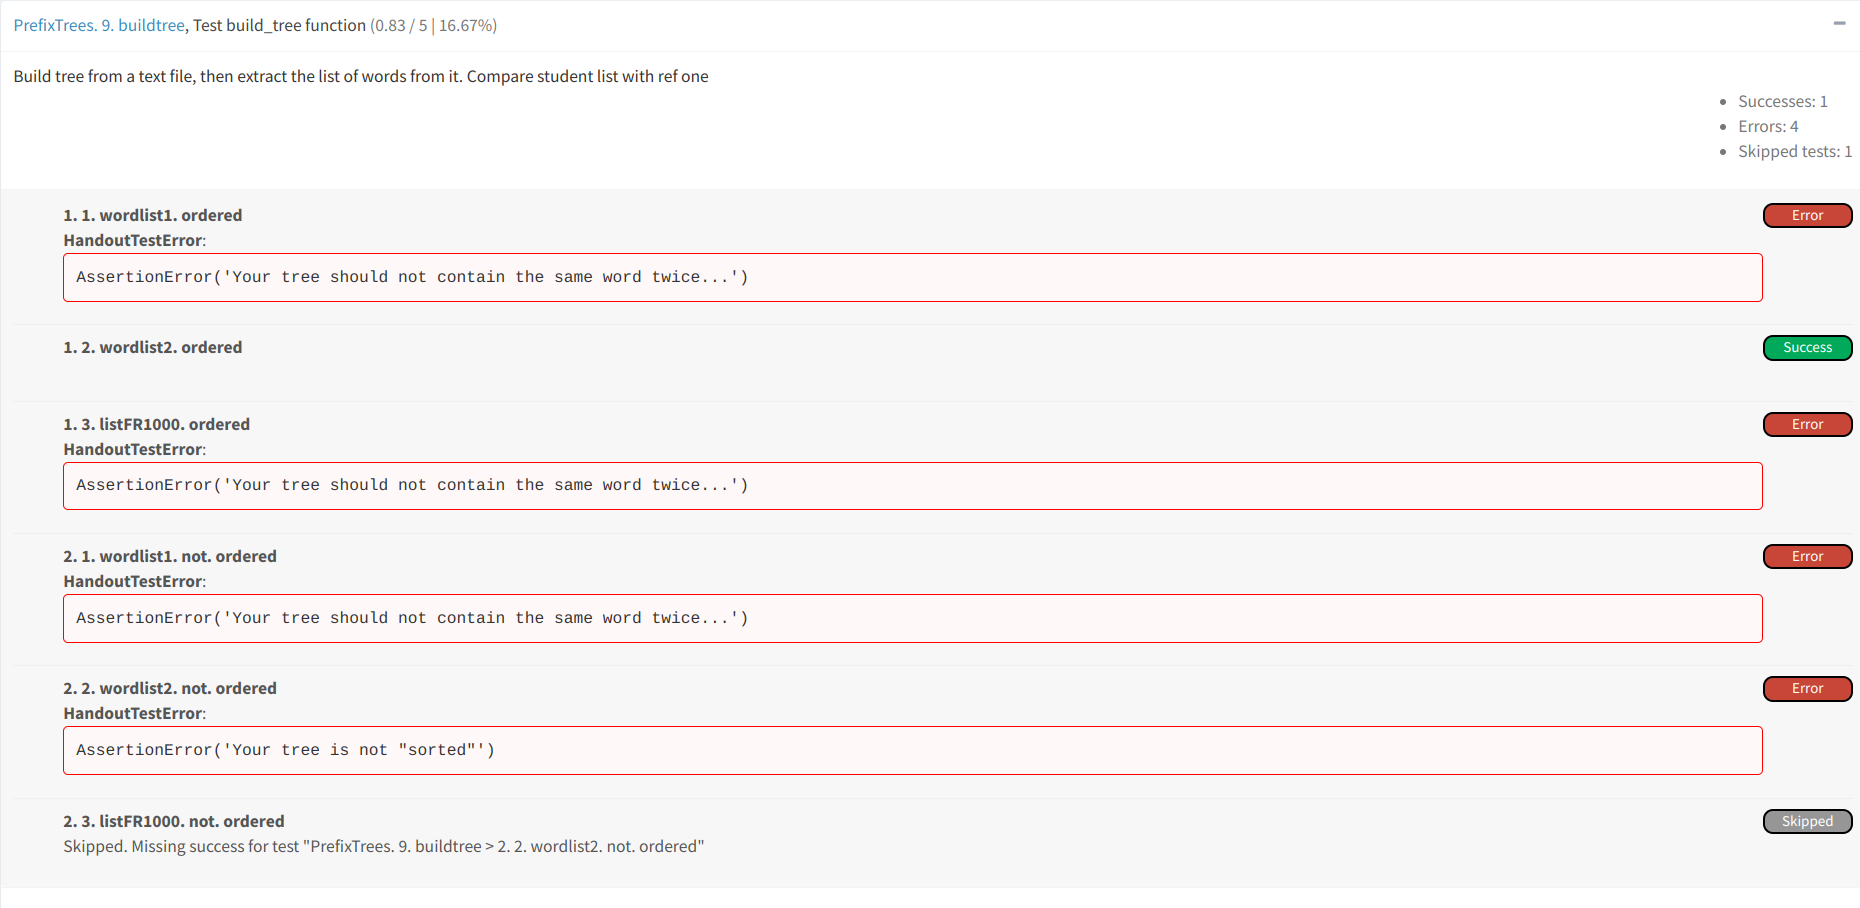 PrefixTrees. 9. buildtree, Test build_tree function (0.83 / 5 | 16.67%)
Build tree from a text file, then extract the list of words from it. Compare student list with ref one
Successes: 1
Errors: 4
Skipped tests: 1
1. 1. wordlist1. ordered
Error
HandoutTestError:
AssertionError('Your tree should not contain the same word twice...')
1. 2. wordlist2. ordered
Success
1. 3. listFR1000. ordered
Error
HandoutTestError:
AssertionError('Your tree should not contain the same word twice...')
2. 1. wordlist1. not. ordered
Error
HandoutTestError:
AssertionError('Your tree should not contain the same word twice...')
2. 2. wordlist2. not. ordered
Error
HandoutTestError:
AssertionError('Your tree is not "sorted"')
2. 3. listFR1000. not. ordered
Skipped
Skipped. Missing success for test "PrefixTrees. 9. buildtree > 2. 2. wordlist2. not. ordered"